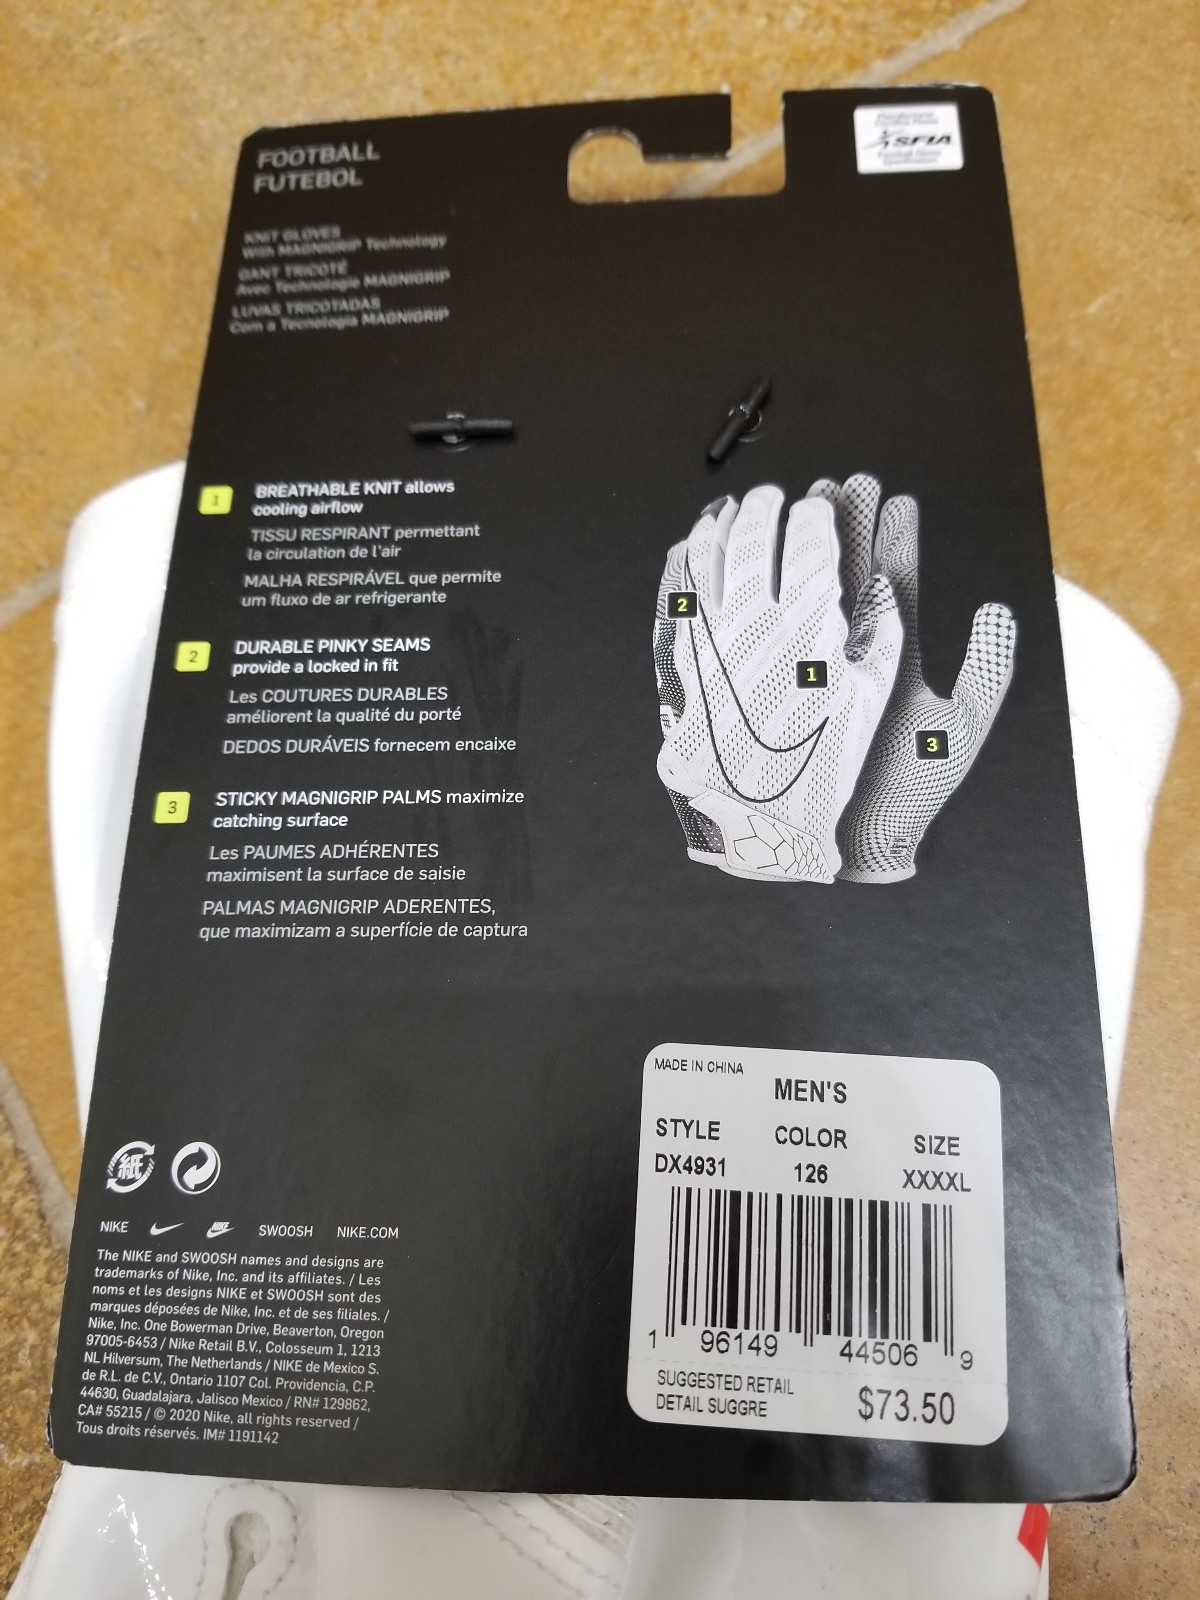 FOOTBALL
FUTEBOL
Manufacturer
Certifies Meets
SFIA
Football Glove
Specification
KNIT GLOVES
With MAGNIGRIP Technology
GANT TRICOTÉ
Avec Technologie MAGNIGRIP
LUVAS TRICOTADAS
Com a Tecnologia MAGNIGRIP
1
BREATHABLE KNIT allows
cooling airflow
TISSU RESPIRANT permettant
la circulation de l'air
MALHA RESPIRÁVEL que permite
um fluxo de ar refrigerante
2
DURABLE PINKY SEAMS
provide a locked in fit
Les COUTURES DURABLES
améliorent la qualité du porté
DEDOS DURÁVEIS fornecem encaixe
3
STICKY MAGNIGRIP PALMS maximize
catching surface
Les PAUMES ADHÉRENTES
maximisent la surface de saisie
PALMAS MAGNIGRIP ADERENTES,
que maximizam a superfície de captura
2
1
3
MADE IN CHINA
MEN'S
STYLE COLOR SIZE
DX4931 126 XXXXL
1 96149 44506 9
SUGGESTED RETAIL
DETAIL SUGGRE
$73.50
紙
NIKE NIKE SWOOSH NIKE.COM
The NIKE and SWOOSH names and designs are
trademarks of Nike, Inc. and its affiliates. / Les
noms et les designs NIKE et SWOOSH sont des
marques déposées de Nike, Inc. et de ses filiales. /
Nike, Inc. One Bowerman Drive, Beaverton, Oregon
97005-6453 / Nike Retail B.V., Colosseum 1, 1213
NL Hilversum, The Netherlands / NIKE de Mexico S.
de R.L. de C.V., Ontario 1107 Col. Providencia, C.P.
44630, Guadalajara, Jalisco Mexico / RN# 129862,
CA# 55215 / © 2020 Nike, all rights reserved /
Tous droits réservés. IM# 1191142